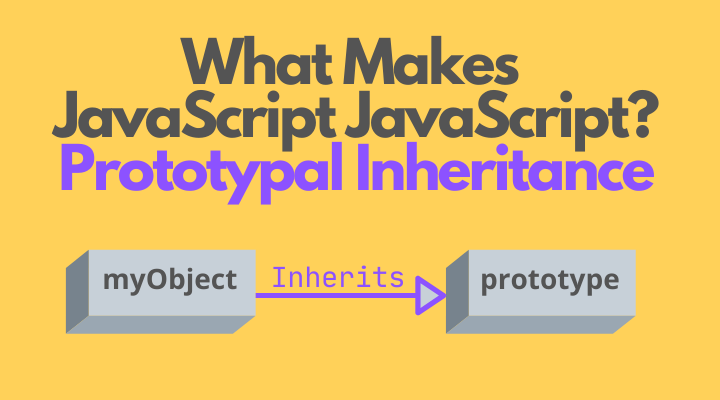 What Makes
JavaScript JavaScript?
Prototypal Inheritance
myObject
Inherits
prototype